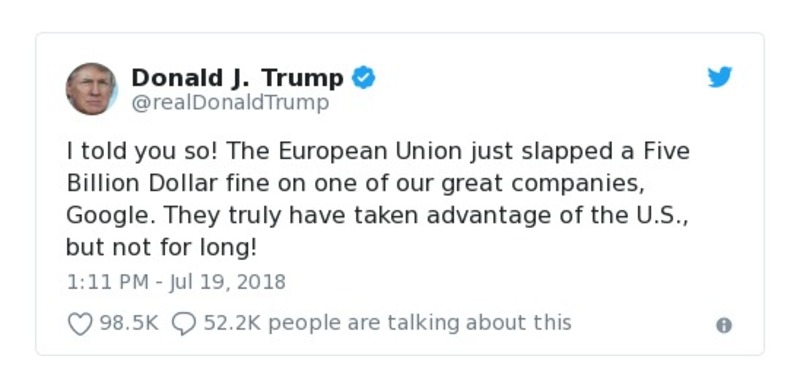 Donald J. Trump
@realDonaldTrump
I told you so! The European Union just slapped a Five
Billion Dollar fine on one of our great companies,
Google. They truly have taken advantage of the U.S.,
but not for long!
1:11 PM - Jul 19, 2018
98.5K 52.2K people are talking about this